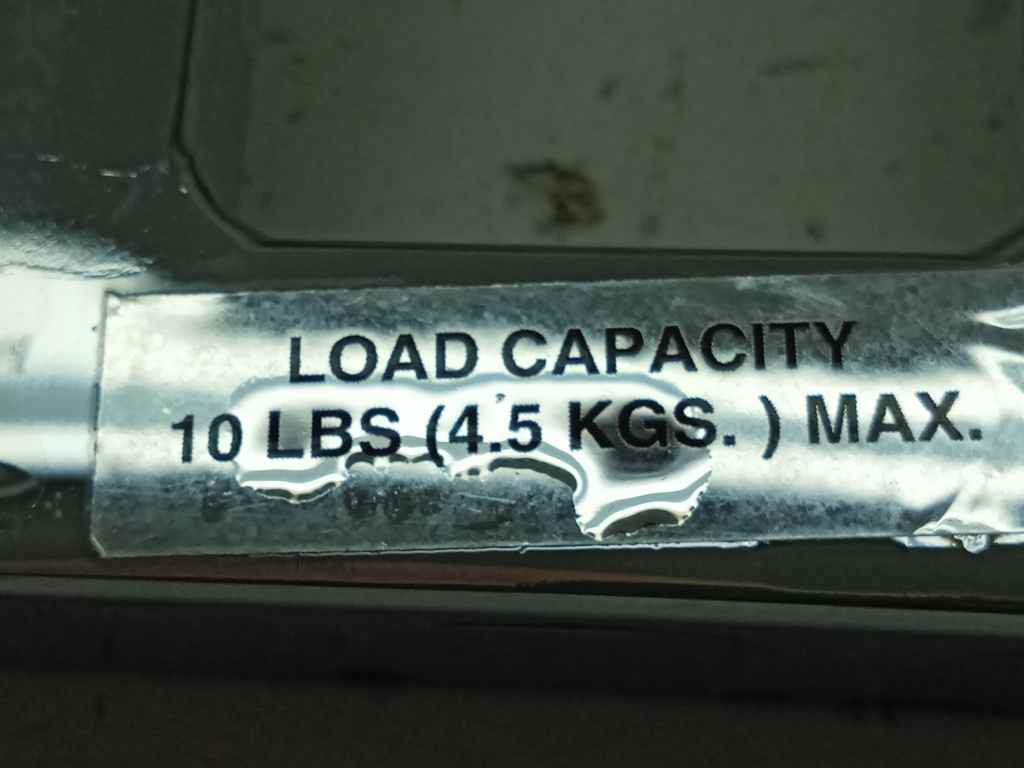 LOAD CAPACITY
10 LBS (4.5 KGS. ) MAX.